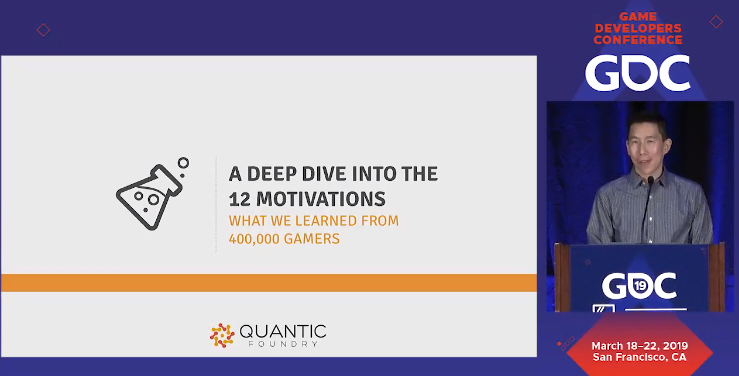 A DEEP DIVE INTO THE
12 MOTIVATIONS
WHAT WE LEARNED FROM
400,000 GAMERS
QUANTIC
FOUNDRY
GAME
DEVELOPERS
CONFERENCE
GDC
GDC
19
March 18–22, 2019
San Francisco, CA